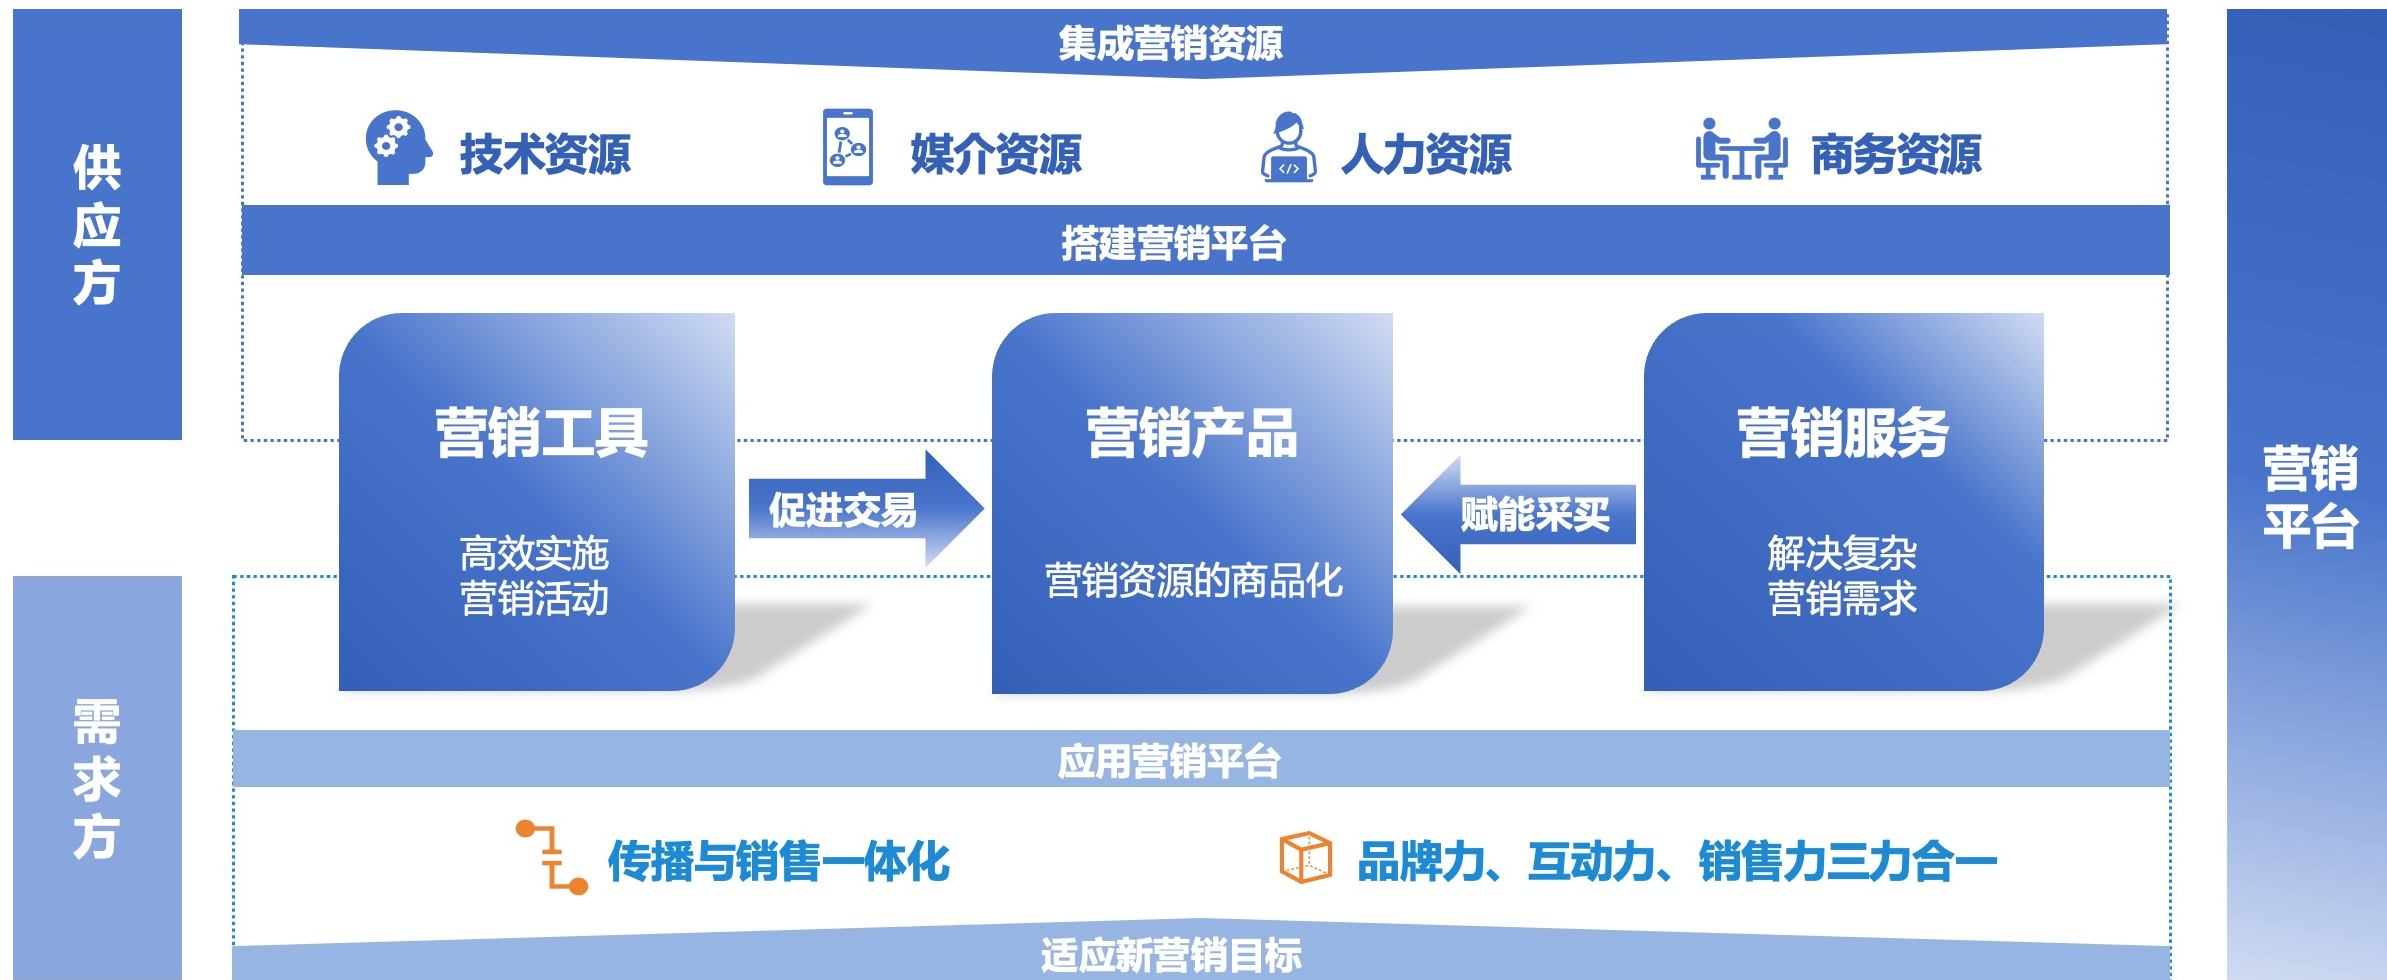 供应方
集成营销资源
技术资源
媒介资源
人力资源
商务资源
搭建营销平台
营销工具
高效实施
营销活动
促进交易
营销产品
营销资源的商品化
赋能采买
营销服务
解决复杂
营销需求
营销
平台
需求方
应用营销平台
传播与销售一体化
品牌力、互动力、销售力三力合一
适应新营销目标